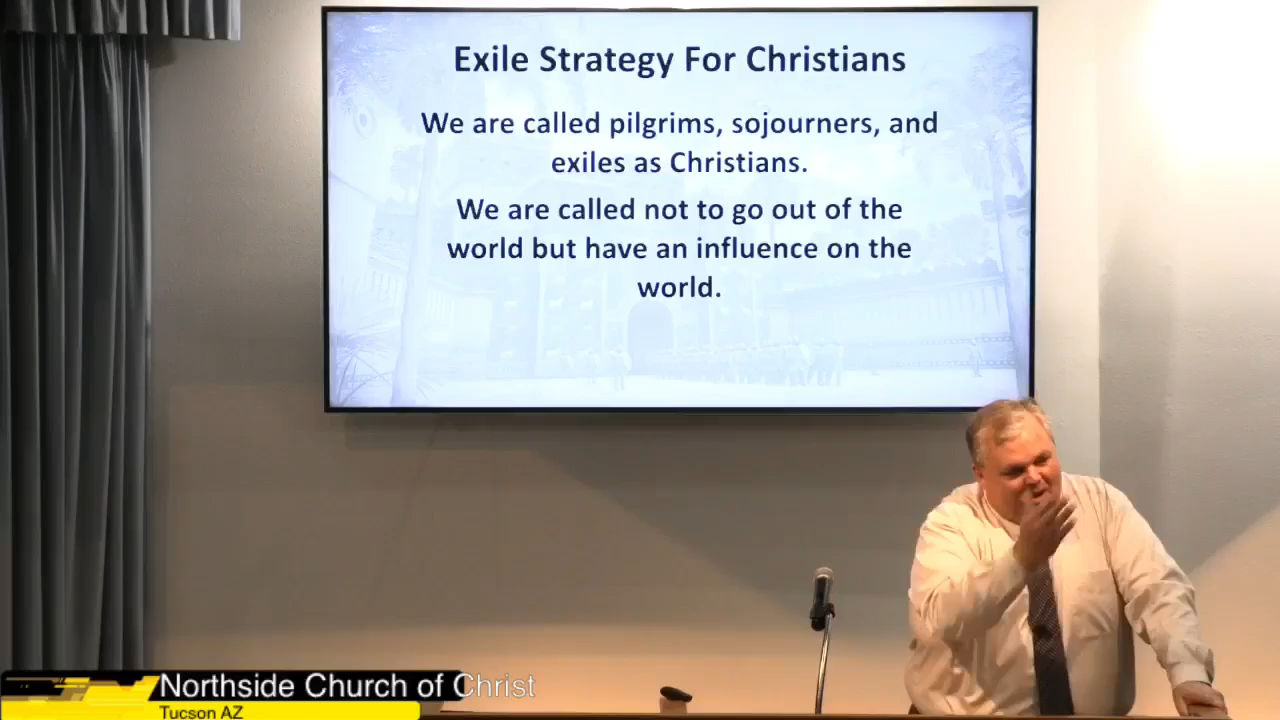 Exile Strategy For Christians
We are called pilgrims, sojourners, and
exiles as Christians.
We are called not to go out of the
world but have an influence on the
world.
Northside Church of Christ
Tucson AZ